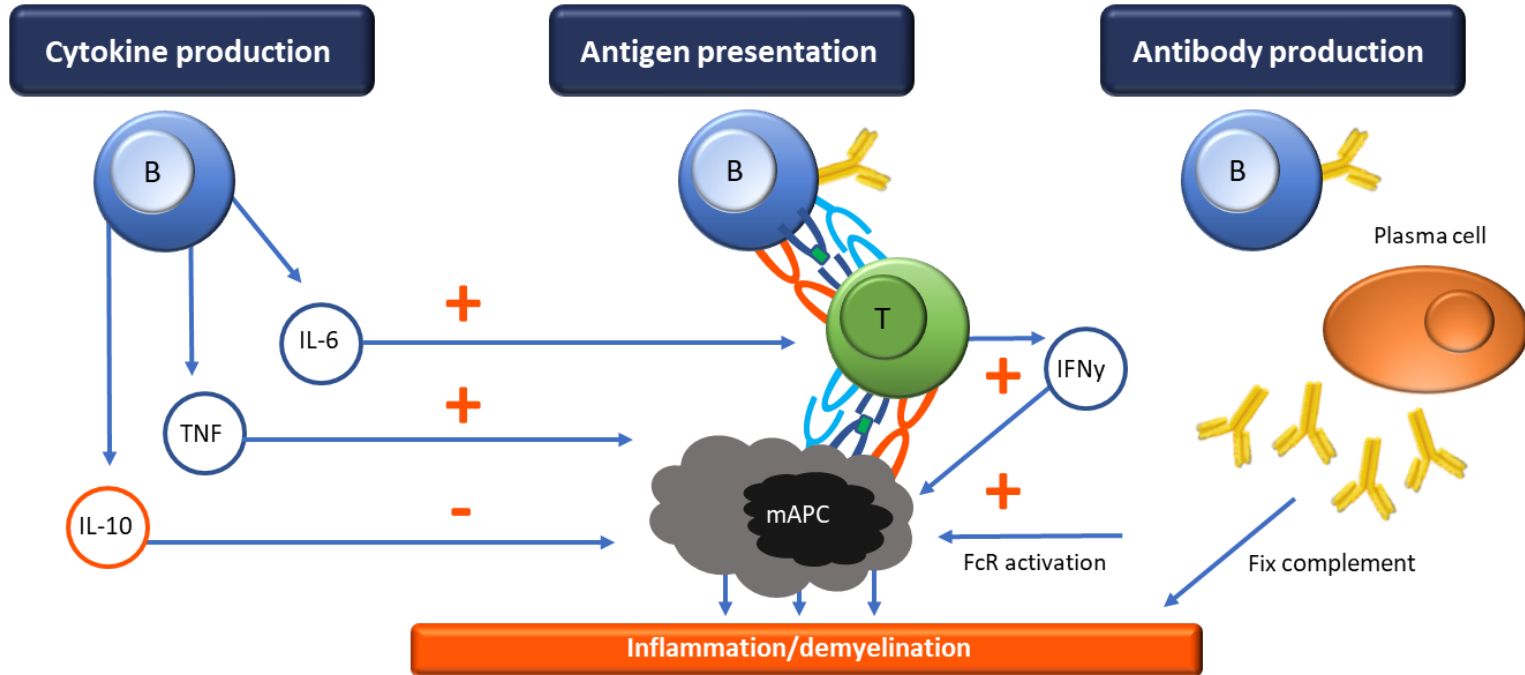 Cytokine production
Antigen presentation
Antibody production
B
B
B
Plasma cell
+
IL-6
T
+
IFNy
+
TNF
mAPC
+
-
IL-10
FcR activation
Fix complement
Inflammation/demyelination